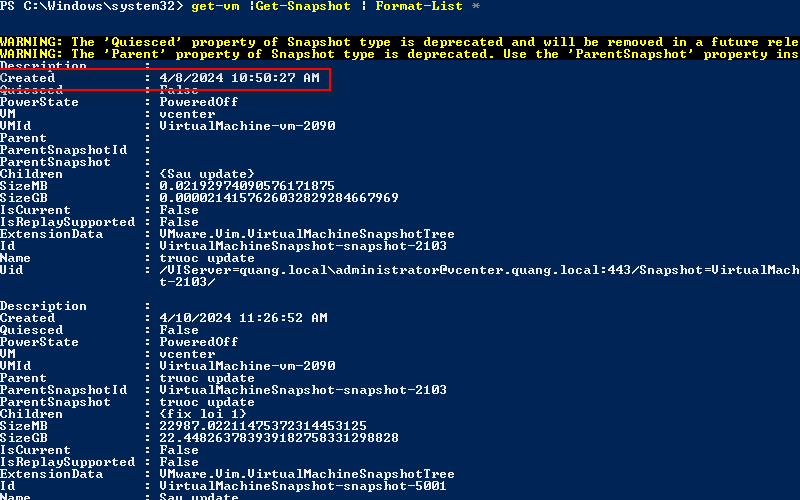 PS C:\Windows\system32> get-vm |Get-Snapshot | Format-List *
WARNING: The 'Quiesced' property of Snapshot type is deprecated and will be removed in a future rele
WARNING: The 'Parent' property of Snapshot type is deprecated. Use the 'ParentSnapshot' property ins
Description :
Created : 4/8/2024 10:50:27 AM
Quiesced : False
PowerState : PoweredOff
VM : vcenter
VMId : VirtualMachine-vm-2090
Parent :
ParentSnapshotId :
ParentSnapshot :
Children : {Sau update}
SizeMB : 0.02192974090576171875
SizeGB : 0.0000214157626032829284667969
IsCurrent : False
IsReplaySupported : False
ExtensionData : VMware.Vim.VirtualMachineSnapshotTree
Id : VirtualMachineSnapshot-snapshot-2103
Name : truoc update
Uid : /VIServer=quang.local\administrator@vcenter.quang.local:443/Snapshot=VirtualMach
t-2103/
Description :
Created : 4/10/2024 11:26:52 AM
Quiesced : False
PowerState : PoweredOff
VM : vcenter
VMId : VirtualMachine-vm-2090
Parent : truoc update
ParentSnapshotId : VirtualMachineSnapshot-snapshot-2103
ParentSnapshot : truoc update
Children : {fix loi 1}
SizeMB : 22987.02211475372314453125
SizeGB : 22.448263783939182758331298828
IsCurrent : False
IsReplaySupported : False
ExtensionData : VMware.Vim.VirtualMachineSnapshotTree
Id : VirtualMachineSnapshot-snapshot-5001
Name : Sau update